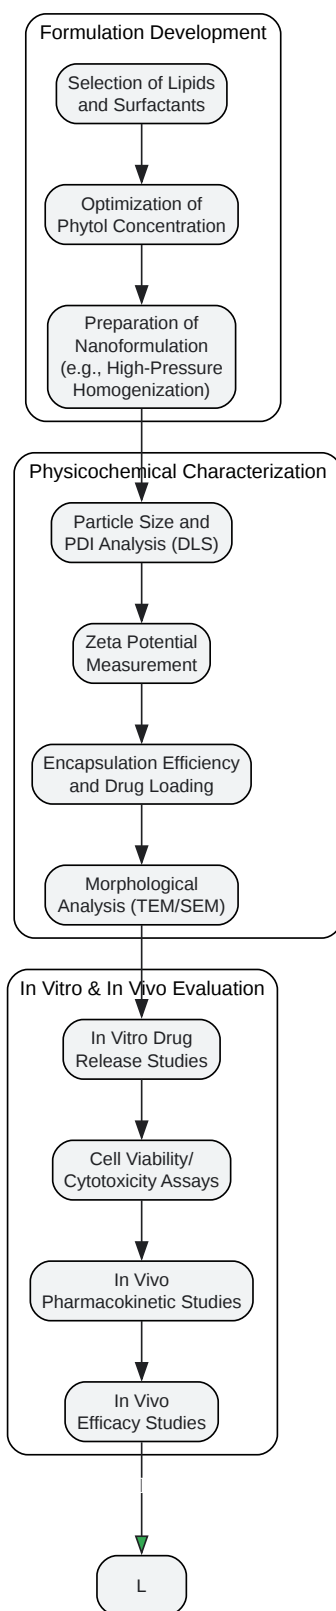 Formulation Development
Selection of Lipids
and Surfactants
Optimization of
Phytol Concentration
Preparation of
Nanoformulation
(e.g., High-Pressure
Homogenization)
Physicochemical Characterization
Particle Size and
PDI Analysis (DLS)
Zeta Potential
Measurement
Encapsulation Efficiency
and Drug Loading
Morphological
Analysis (TEM/SEM)
In Vitro & In Vivo Evaluation
In Vitro Drug
Release Studies
Cell Viability/
Cytotoxicity Assays
In Vivo
Pharmacokinetic Studies
In Vivo
Efficacy Studies
L